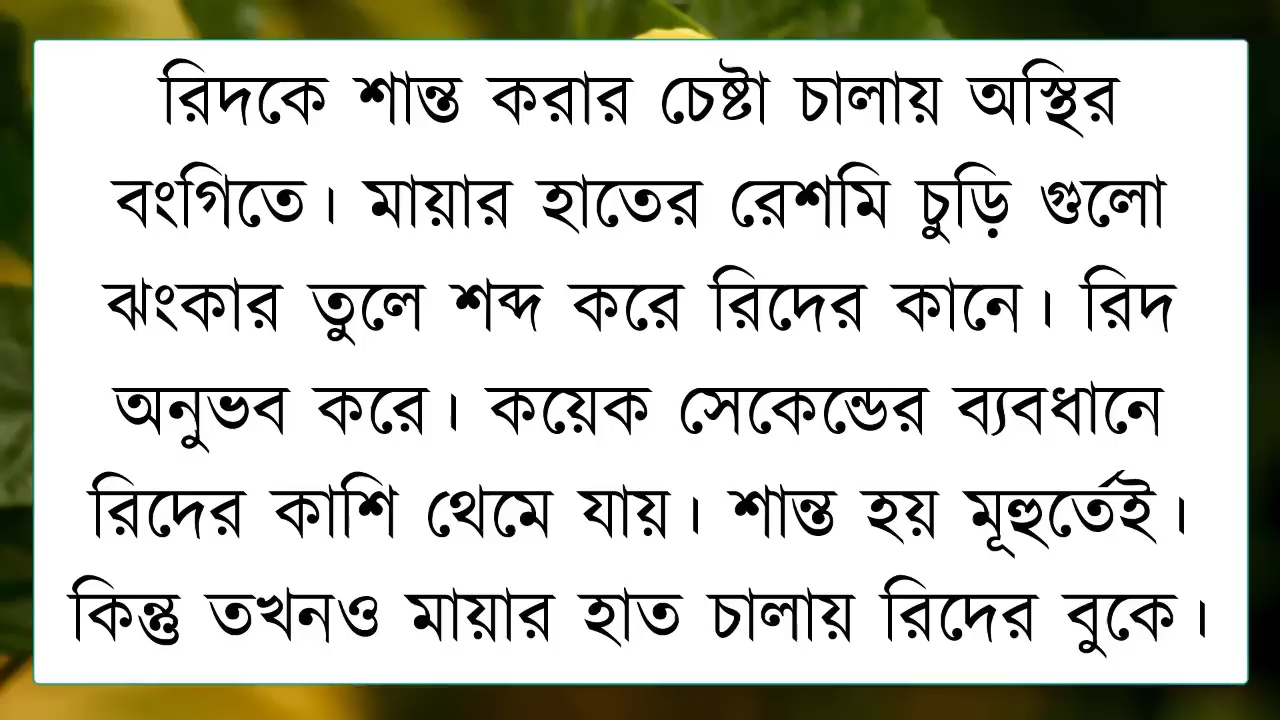 রিদকে শান্ত করার চেষ্টা চালায় অস্থির
বংগিতে। মায়ার হাতের রেশমি চুড়ি গুলো
ঝংকার তুলে শব্দ করে রিদের কানে। রিদ
অনুভব করে। কয়েক সেকেন্ডের ব্যবধানে
রিদের কাশি থেমে যায়। শান্ত হয় মূহুর্তেই।
কিন্তু তখনও মায়ার হাত চালায় রিদের বুকে।